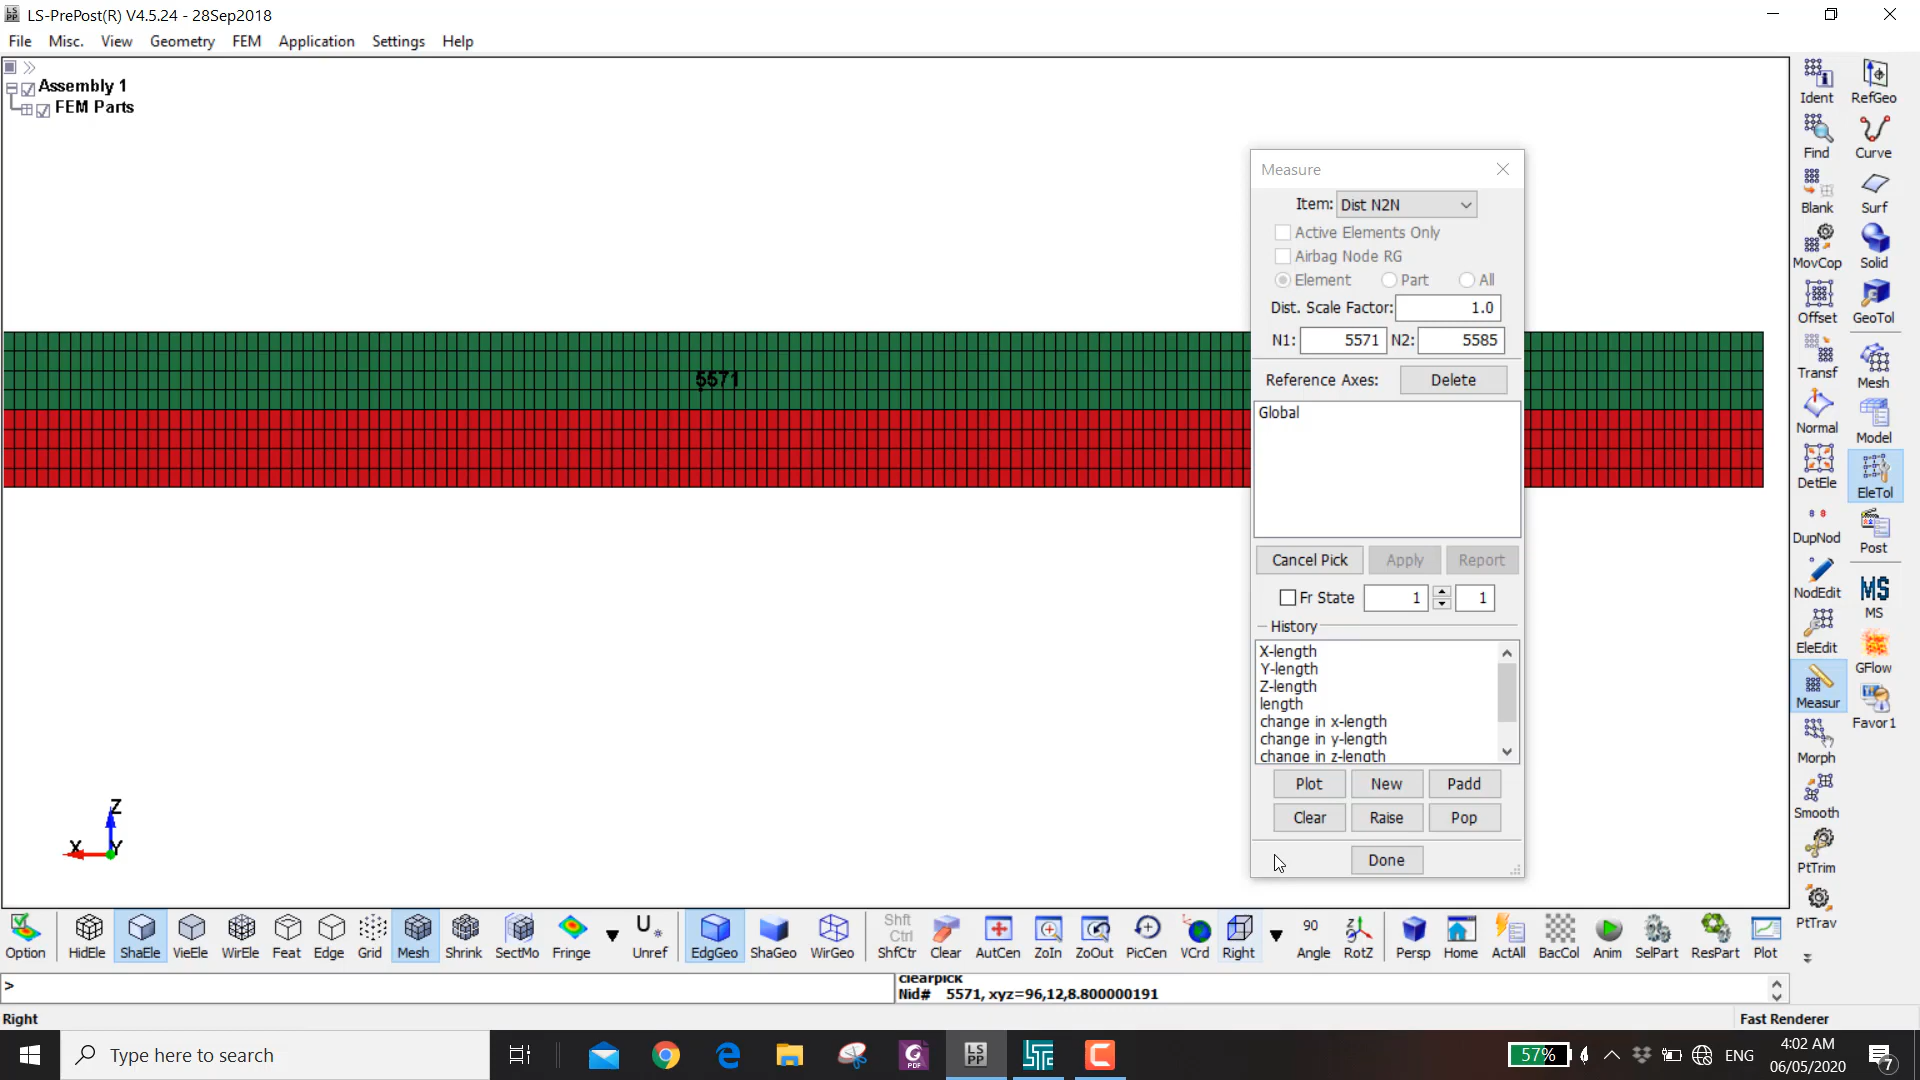 LS-PrePost(R) V4.5.24 - 28Sep2018
File Misc. View Geometry FEM Application Settings Help
Assembly 1
FEM Parts
5571
Z
X Y
Measure
Item: Dist N2N
Active Elements Only
Airbag Node RG
Element Part All
Dist. Scale Factor: 1.0
N1: 5571 N2: 5585
Reference Axes: Delete
Global
Cancel Pick Apply Report
Fr State 1 1
History
X-length
Y-length
Z-length
length
change in x-length
change in y-length
change in z-length
Plot New Padd
Clear Raise Pop
Done
Ident RefGeo
Find Curve
Blank Surf
MovCop Solid
Offset GeoTol
Transf Mesh
Normal Model
DetEle EleTol
DupNod Post
NodEdit MS
MS
EleEdit GFlow
Measur Favor1
Morph
Smooth
PtTrim
PtTrav
Option HidEle ShaEle VieEle WirEle Feat Edge Grid Mesh Shrink SectMo Fringe Unref EdgGeo ShaGeo WirGeo Shft Ctrl ShfCtr Clear AutCen ZoIn ZoOut PicCen VCrd Right 90 Angle RotZ Persp Home ActAll BacCol Anim SelPart ResPart Plot
>
clearpick
Nid# 5571, xyz=96,12,8.800000191
Right
Fast Renderer
Type here to search
57%
ENG
4:02 AM
06/05/2020
7